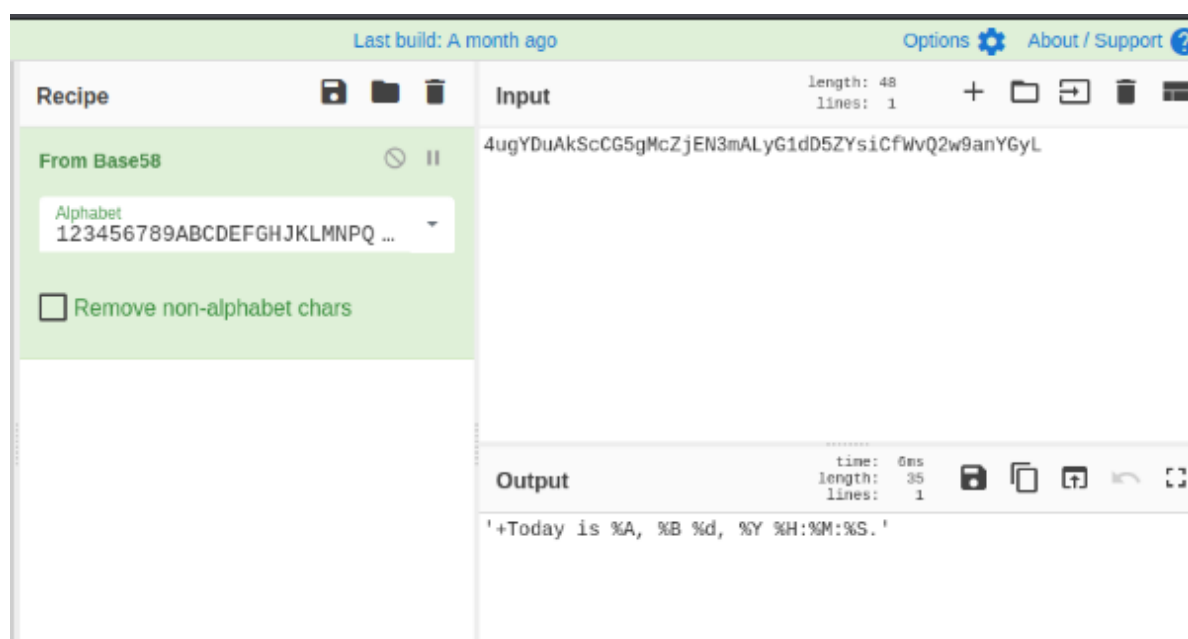 Last build: A month ago
Options
About / Support ?
Recipe
Input
length: 48
lines: 1
From Base58
Alphabet
123456789ABCDEFGHJKLMNPQ ...
Remove non-alphabet chars
4ugYDuAkScCG5gMcZjEN3mALyG1dD5ZYsiCfWvQ2w9anYGyL
Output
time: 6ms
length: 35
lines: 1
'+Today is %A, %B %d, %Y %H:%M:%S.'